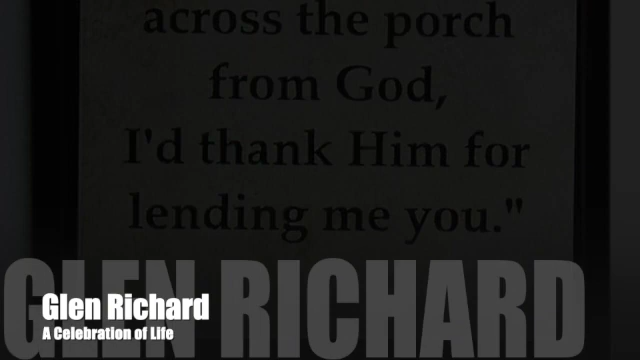 across the porch
from God,
I'd thank Him for
lending me you."
GLEN RICHARD
Glen Richard
A Celebration of Life